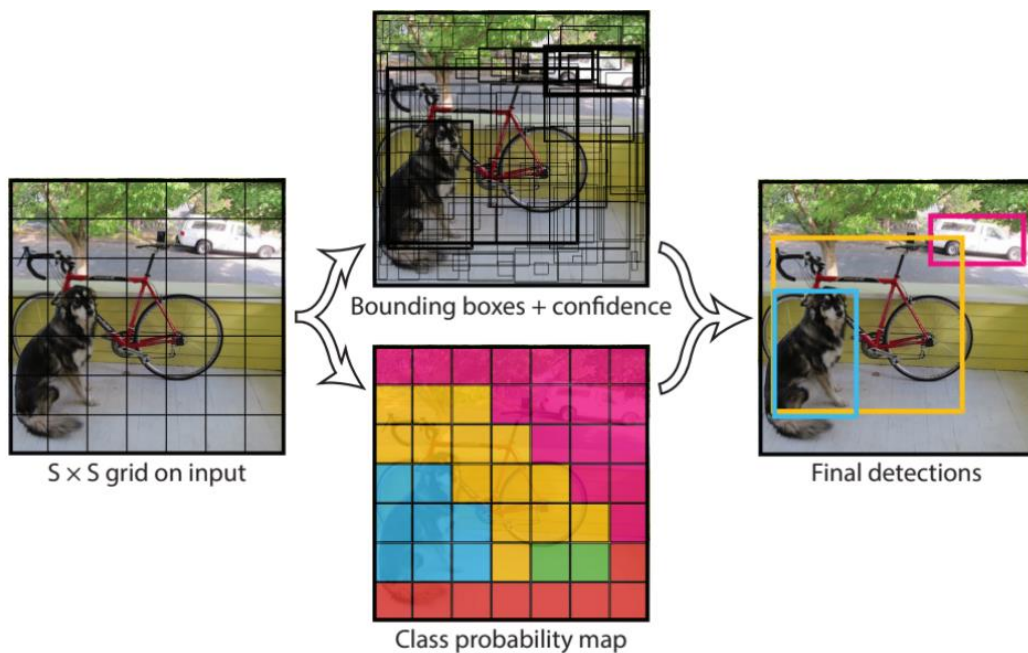 Bounding boxes + confidence
S × S grid on input
Final detections
Class probability map